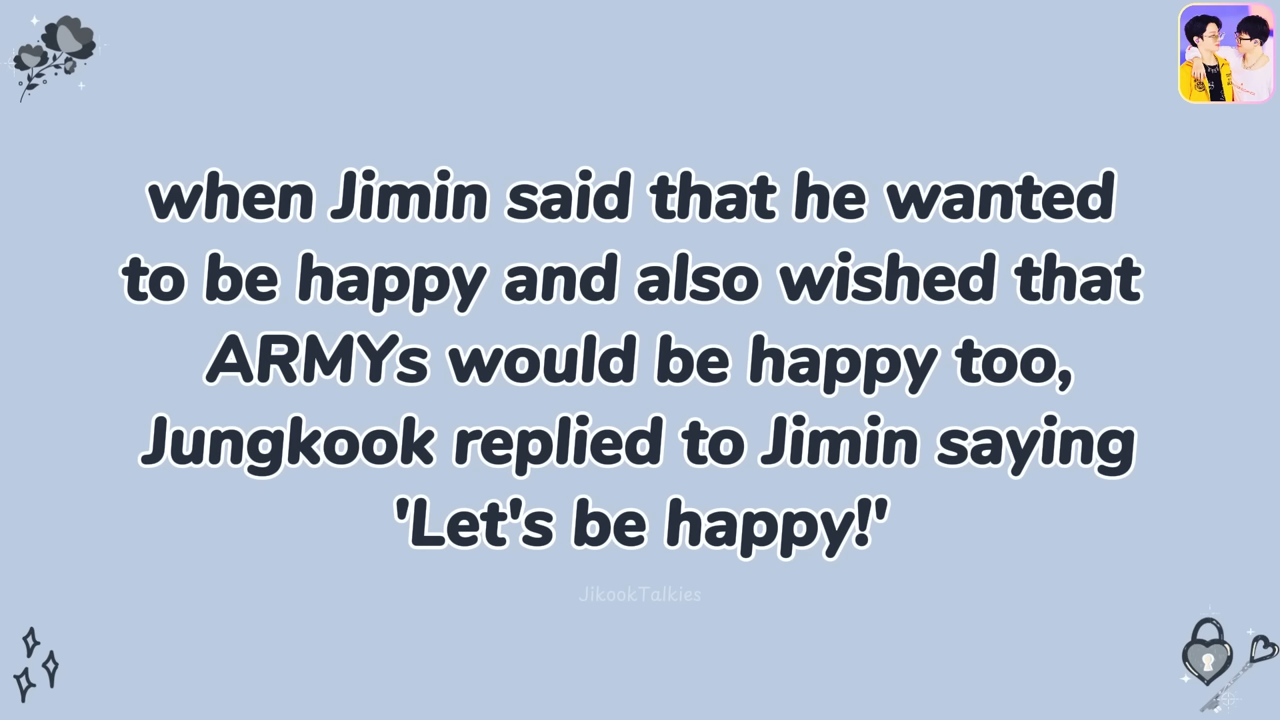 when Jimin said that he wanted
to be happy and also wished that
ARMYs would be happy too,
Jungkook replied to Jimin saying
'Let's be happy!'
JikookTalkies